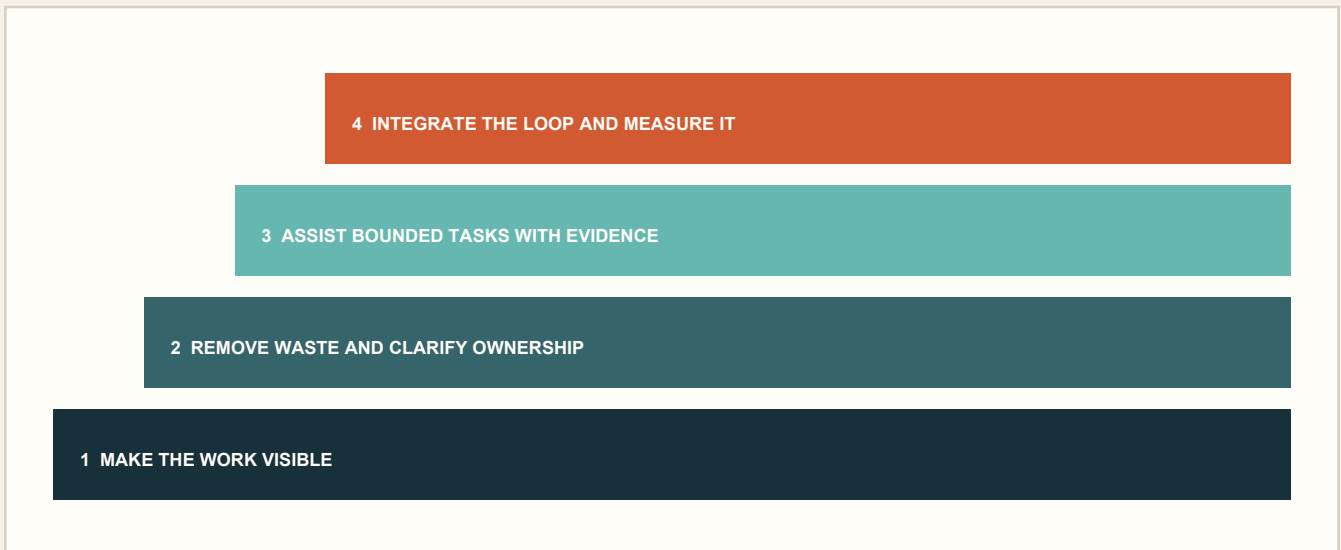 4 INTEGRATE THE LOOP AND MEASURE IT
3 ASSIST BOUNDED TASKS WITH EVIDENCE
2 REMOVE WASTE AND CLARIFY OWNERSHIP
1 MAKE THE WORK VISIBLE